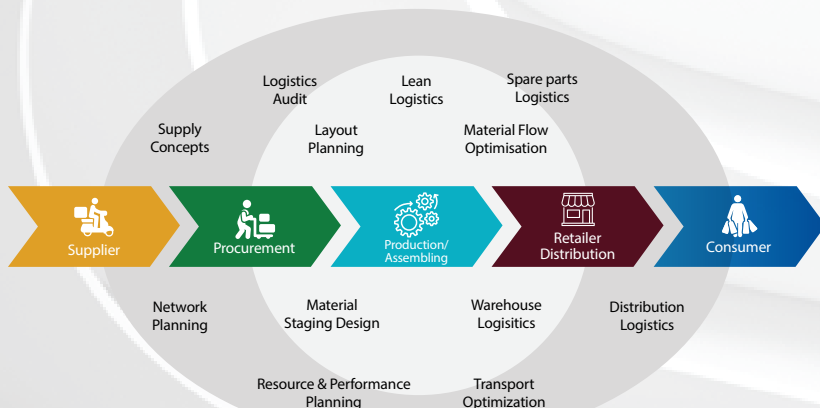 Logistics
Audit
Lean
Logistics
Spare parts
Logistics
Supply
Concepts
Layout
Planning
Material Flow
Optimisation
Supplier
Procurement
Production/
Assembling
Retailer
Distribution
Consumer
Network
Planning
Material
Staging Design
Warehouse
Logisitics
Distribution
Logistics
Resource & Performance
Planning
Transport
Optimization